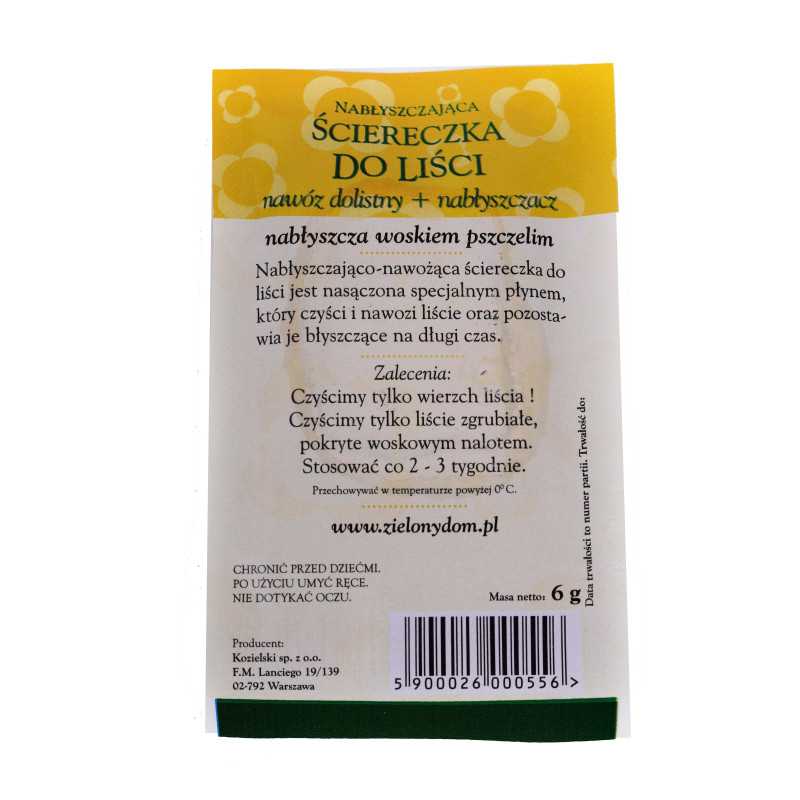 NABŁYSZCZAJĄCA
ŚCIERECZKA
DO LIŚCI
nawóz dolistny + nabłyszczacz
nabłyszcza woskiem pszczelim
Nabłyszczająco-nawożąca ściereczka do
liści jest nasączona specjalnym płynem,
który czyści i nawozi liście oraz pozosta-
wia je błyszczące na długi czas.
Zalecenia:
Czyścimy tylko wierzch liścia !
Czyścimy tylko liście zgrubiałe,
pokryte woskowym nalotem.
Stosować co 2 - 3 tygodnie.
Przechowywać w temperaturze powyżej 0° C.
www.zielonydom.pl
CHRONIĆ PRZED DZIEĆMI.
PO UŻYCIU UMYĆ RĘCE.
NIE DOTYKAĆ OCZU.
Masa netto: 6 g
Data trwałości to numer partii. Trwałość do:
Producent:
Kozielski sp. z o.o.
F.M. Lanciego 19/139
02-792 Warszawa
5 900026 000556 >